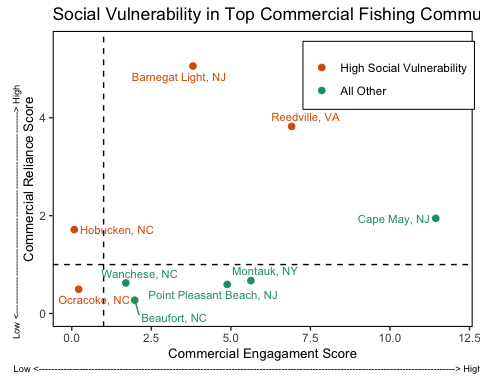 Social Vulnerability in Top Commercial Fishing Commu
High Social Vulnerability
All Other
Barnegat Light, NJ
Reedville, VA
Cape May, NJ
Hobucken, NC
Wanchese, NC
Montauk, NY
Point Pleasant Beach, NJ
Ocracoke, NC
Beaufort, NC
4
2
0
0.0 2.5 5.0 7.5 10.0 12.5
Commercial Engagament Score
Low <-----------------------------------------------------------------------> High
Commercial Reliance Score
Low <-----------------------------------------------> High